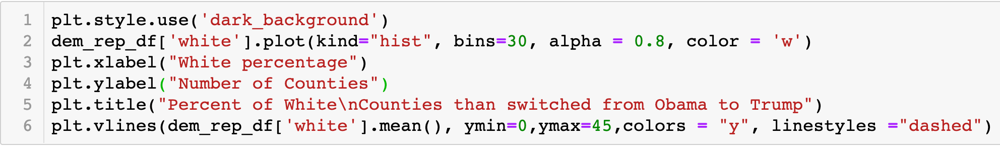 1 plt.style.use('dark_background')
2 dem_rep_df['white'].plot(kind="hist", bins=30, alpha = 0.8, color = 'w')
3 plt.xlabel("White percentage")
4 plt.ylabel("Number of Counties")
5 plt.title("Percent of White\nCounties than switched from Obama to Trump")
6 plt.vlines(dem_rep_df['white'].mean(), ymin=0,ymax=45,colors = "y", linestyles ="dashed")